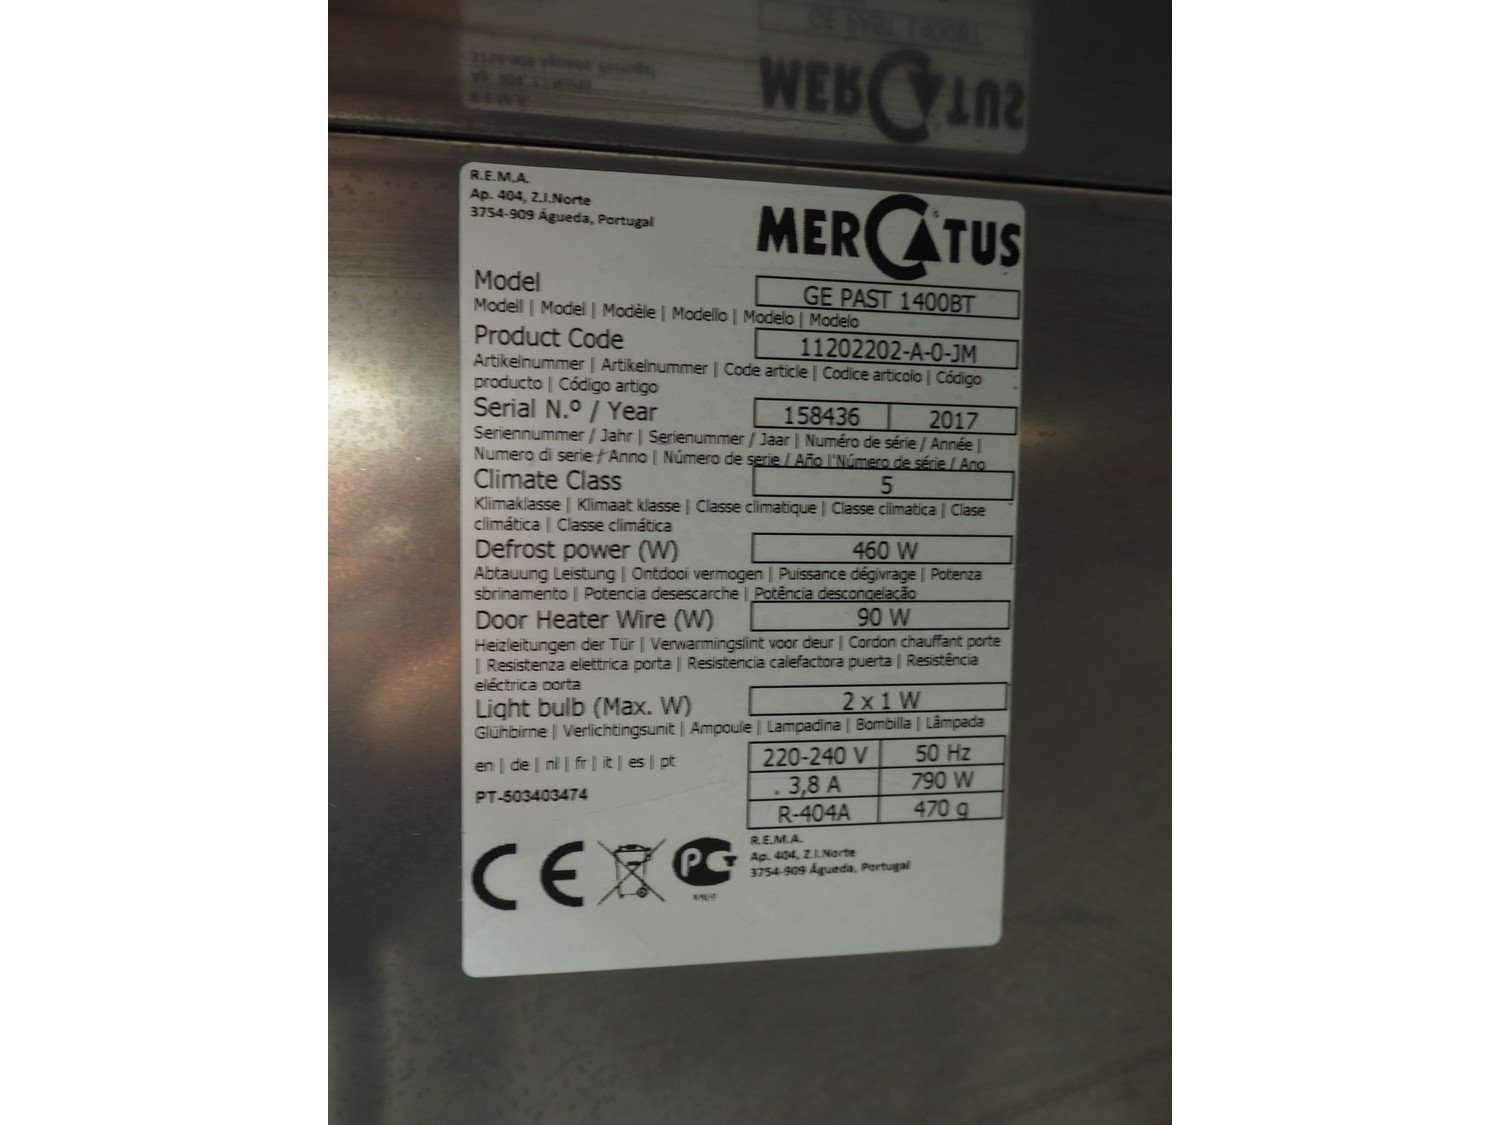 R.E.M.A.
Ap. 404, Z.I.Norte
3754-909 Águeda, Portugal
MERCATUS
Model
GE PAST 1400BT
Modell | Model | Modèle | Modello | Modelo | Modelo
Product Code
11202202-A-0-JM
Artikelnummer | Artikelnummer | Code article | Codice articolo | Código
producto | Código artigo
Serial N.º / Year
158436 2017
Seriennummer / Jahr | Serienummer / Jaar | Numéro de série / Année |
Numero di serie / Anno | Número de serie / Año l'Número de série / Ano
Climate Class
5
Klimaklasse | Klimaat klasse | Classe climatique | Classe climatica | Clase
climática | Classe climática
Defrost power (W)
460 W
Abtauung Leistung | Ontdooi vermogen | Puissance dégivrage | Potenza
sbrinamento | Potencia desescarche | Potência descongelação
Door Heater Wire (W)
90 W
Heizleitungen der Tür | Verwarmingslint voor deur | Cordon chauffant porte
| Resistenza elettrica porta | Resistencia calefactora puerta | Resistência
eléctrica porta
Light bulb (Max. W)
2 x 1 W
Glühbirne | Verlichtingsunit | Ampoule | Lampadina | Bombilla | Lâmpada
en | de | nl | fr | it | es | pt
220-240 V 50 Hz
. 3,8 A 790 W
PT-503403474
R-404A 470 g
CE
R.E.M.A.
Ap. 404, Z.I.Norte
3754-909 Águeda, Portugal